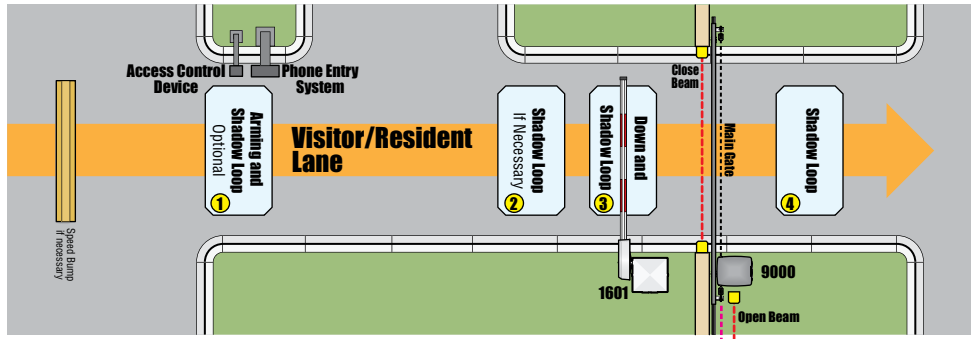 Access Control
Device
Phone Entry
System
Close
Beam
Arming and
Shadow Loop
Optional
1
Visitor/Resident
Lane
Shadow Loop
If Necessary
2
Down and
Shadow Loop
3
Main Gate
Shadow Loop
4
Speed Bump
if necessary
1601
9000
Open Beam